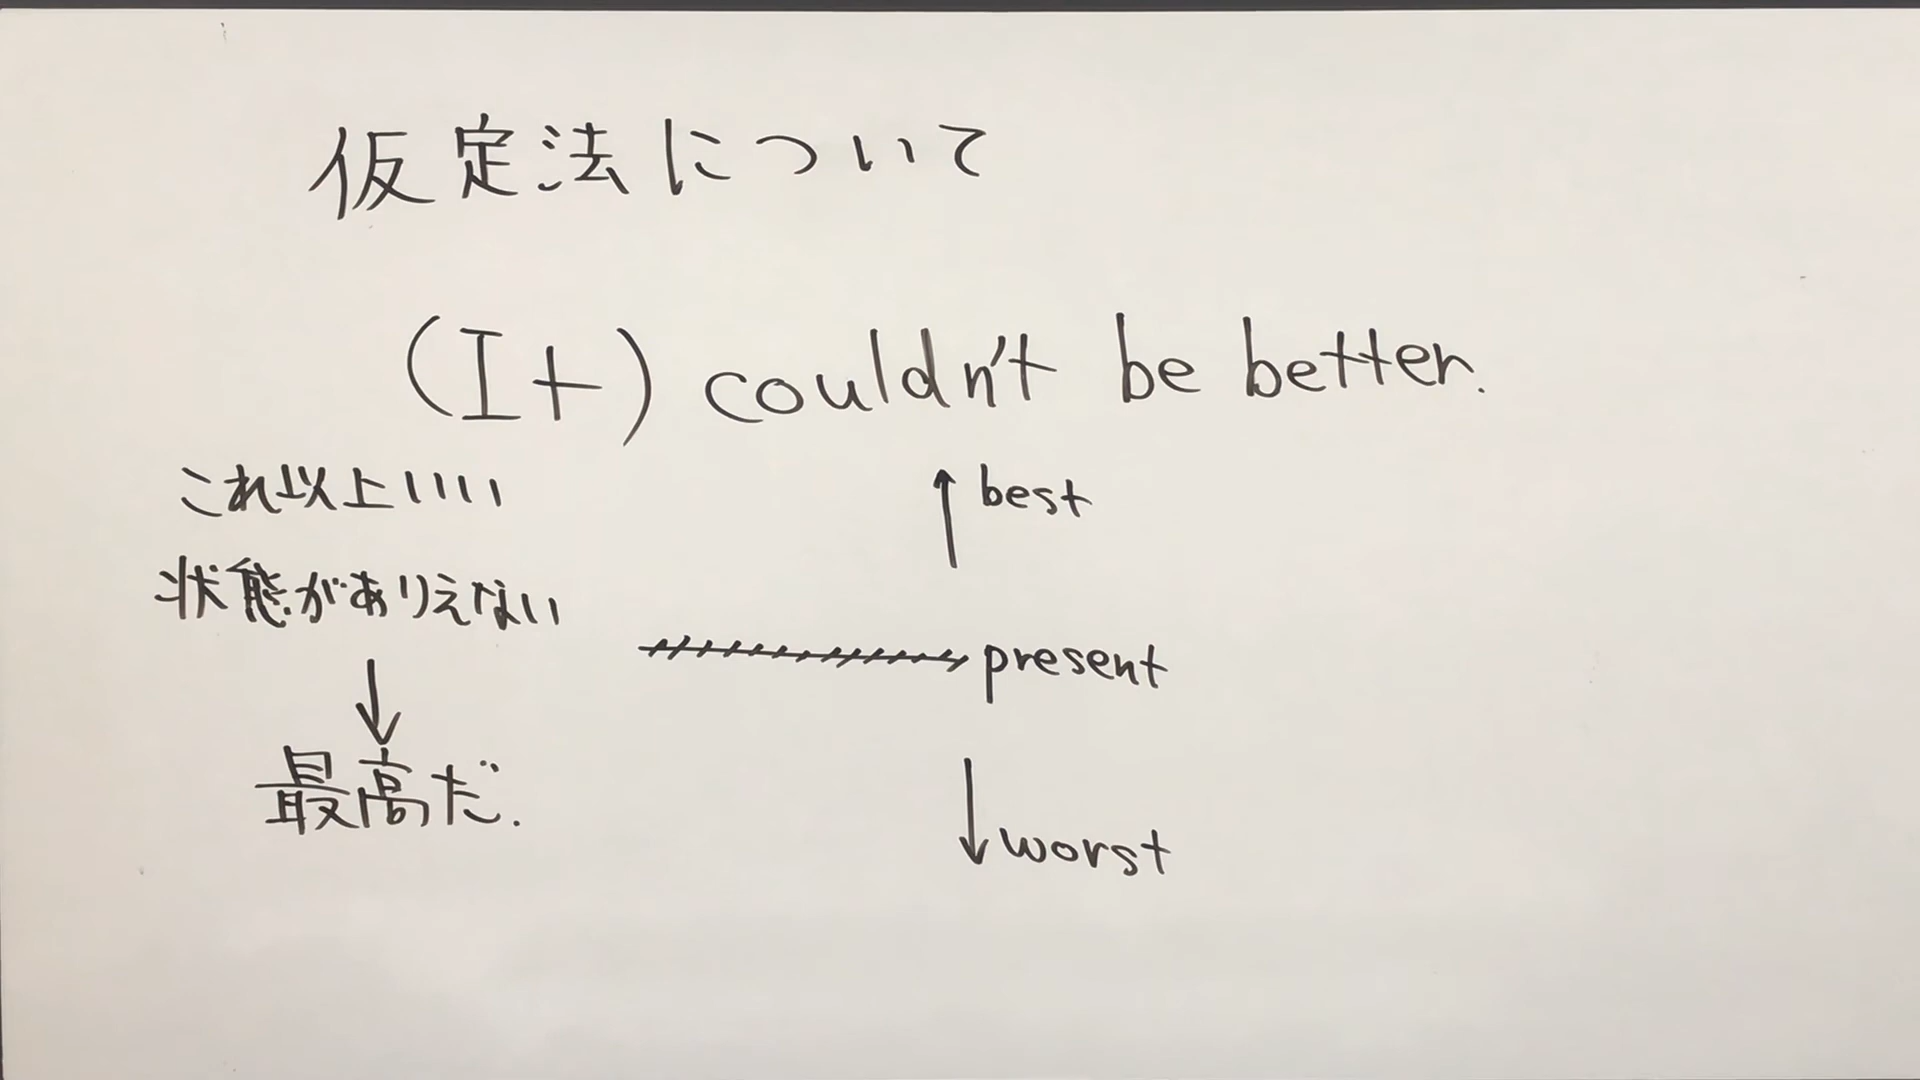 仮定法について
(It) couldn't be better.
これ以上いい
状態がありえない
最高だ.
best
present
worst